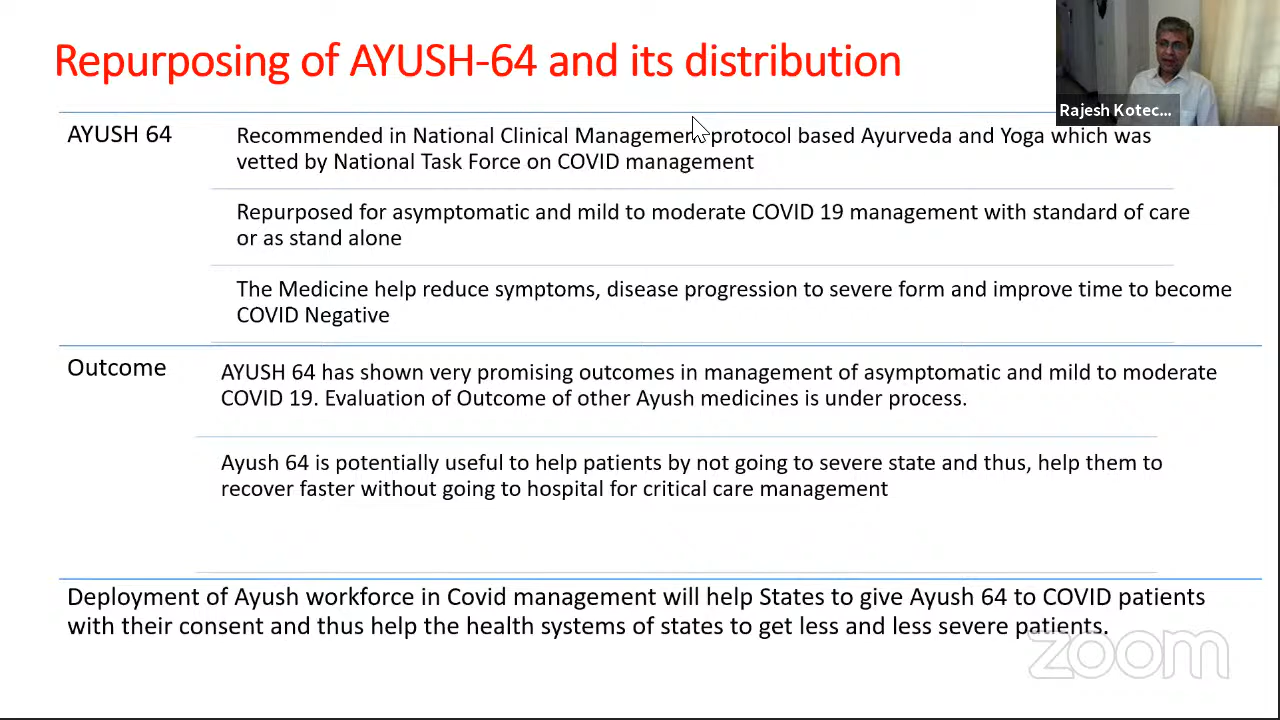 Repurposing of AYUSH-64 and its distribution
Rajesh Kotec...
AYUSH 64
Recommended in National Clinical Management protocol based Ayurveda and Yoga which was
vetted by National Task Force on COVID management
Repurposed for asymptomatic and mild to moderate COVID 19 management with standard of care
or as stand alone
The Medicine help reduce symptoms, disease progression to severe form and improve time to become
COVID Negative
Outcome
AYUSH 64 has shown very promising outcomes in management of asymptomatic and mild to moderate
COVID 19. Evaluation of Outcome of other Ayush medicines is under process.
Ayush 64 is potentially useful to help patients by not going to severe state and thus, help them to
recover faster without going to hospital for critical care management
Deployment of Ayush workforce in Covid management will help States to give Ayush 64 to COVID patients
with their consent and thus help the health systems of states to get less and less severe patients.
zoom